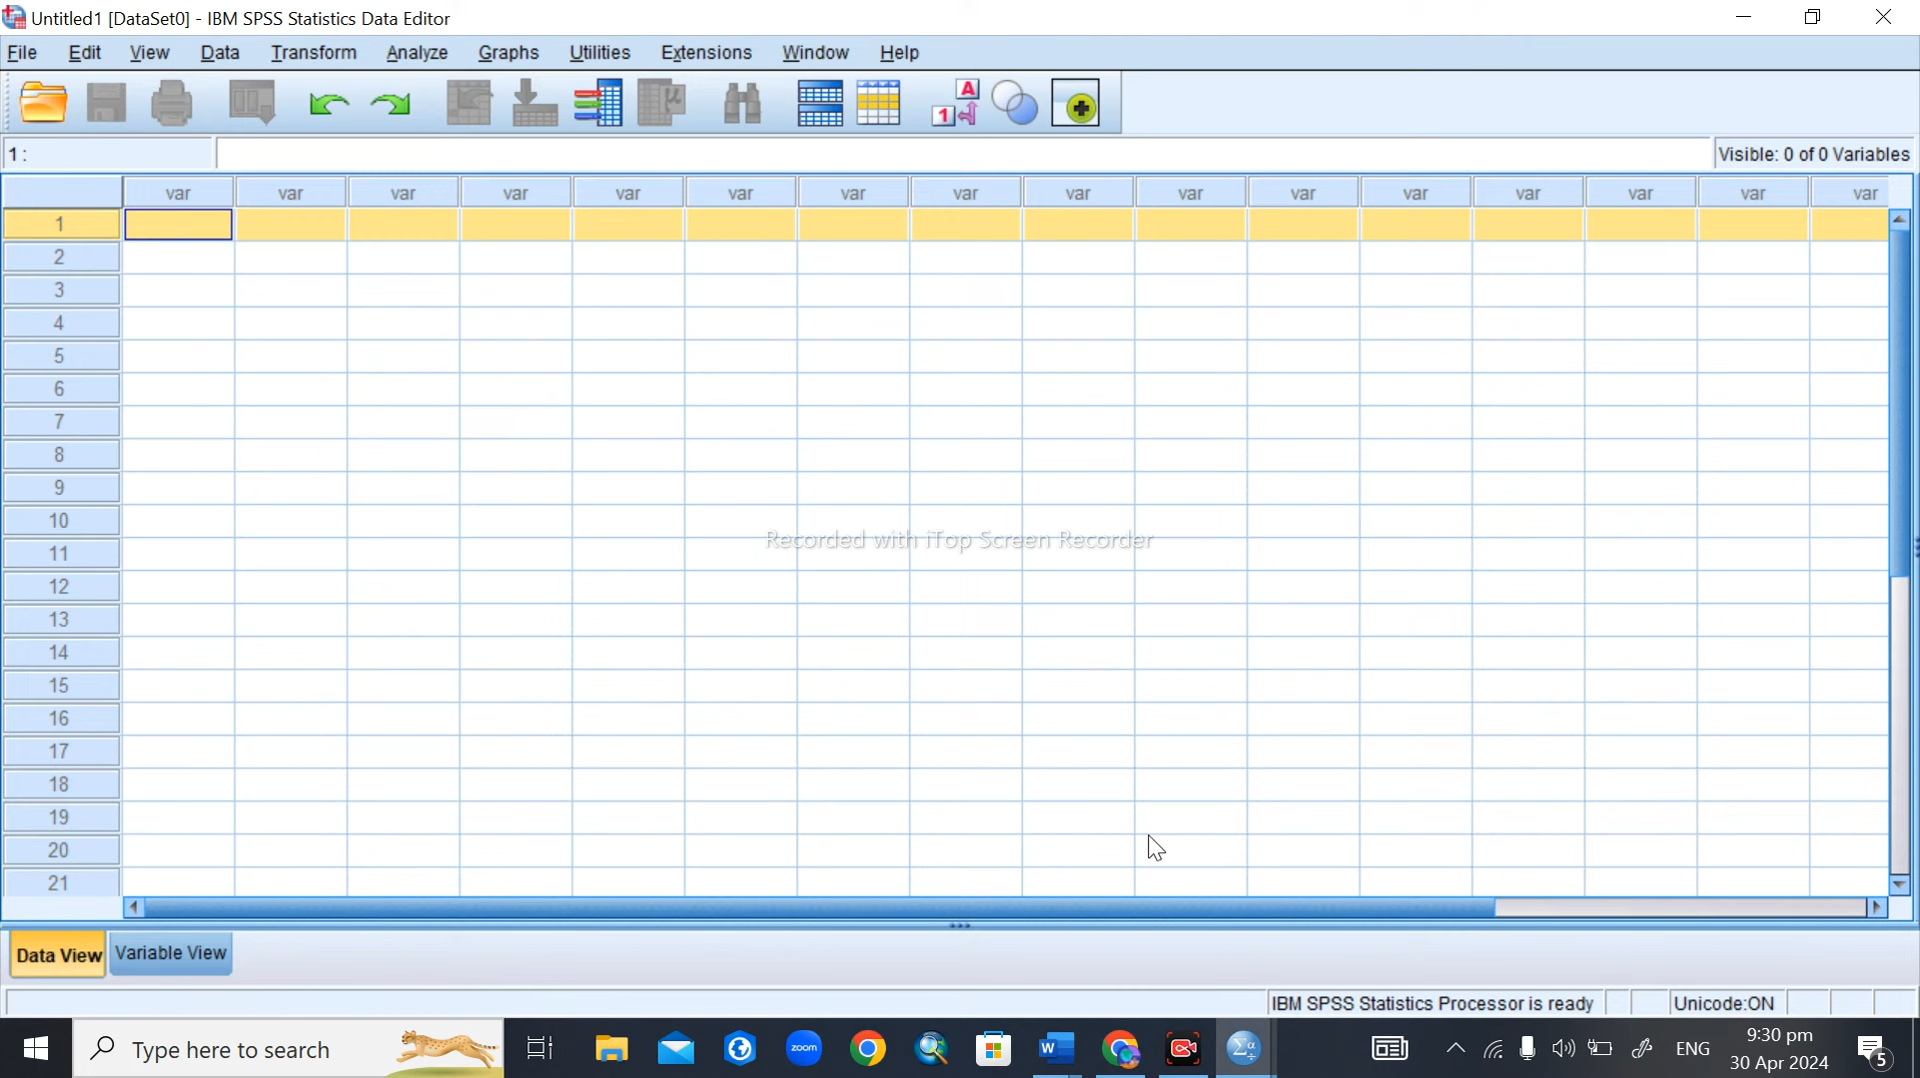 Untitled1 [DataSet0] - IBM SPSS Statistics Data Editor
File Edit View Data Transform Analyze Graphs Utilities Extensions Window Help
A
1
1 :
Visible: 0 of 0 Variables
var var var var var var var var var var var var var var var var
1
2
3
4
5
6
7
8
9
10
11
Recorded with iTop Screen Recorder
12
13
14
15
16
17
18
19
20
21
Data View Variable View
IBM SPSS Statistics Processor is ready Unicode:ON
Type here to search zoom W Σα ENG 9:30 pm
30 Apr 2024 5